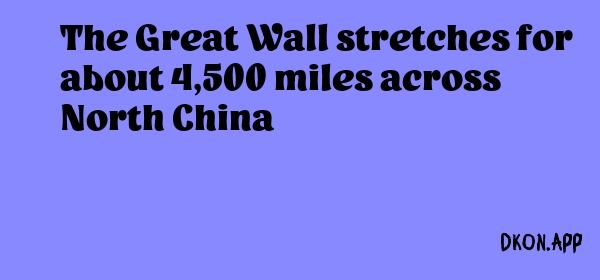 The Great Wall stretches for
about 4,500 miles across
North China
DKON.APP